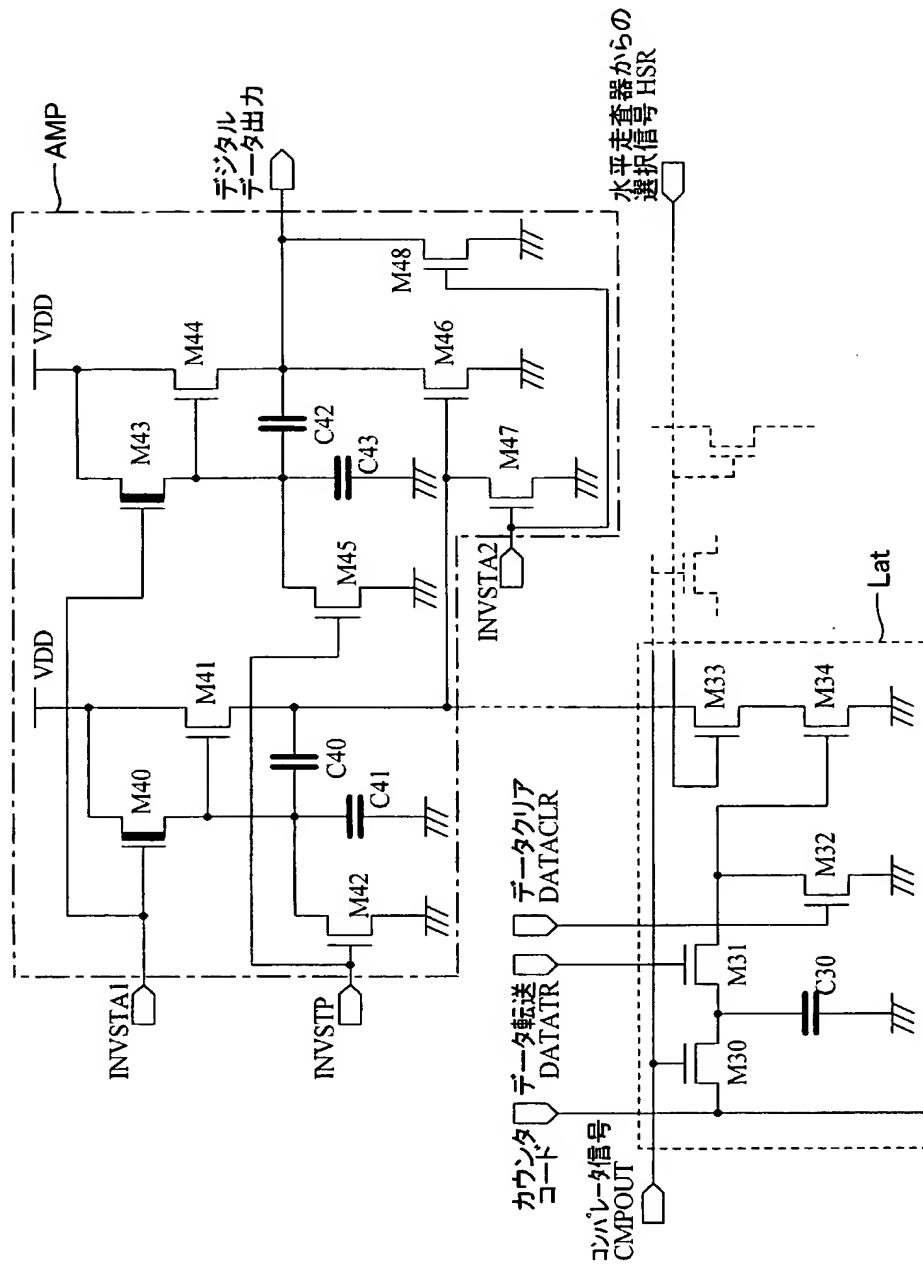 AMP
VDD
VDD
M43
M44
デジタル
データ出力
M40
M41
C42
C43
M45
M46
M48
M47
C40
C41
M42
INVSTA1
INVSTP
INVSTA2
水平走査器からの
選択信号 HSR
Lat
カウンタ
コード
データ転送
DATATR
データクリア
DATACLR
コンパレータ信号
CMPOUT
M33
M34
M30
M31
M32
C30